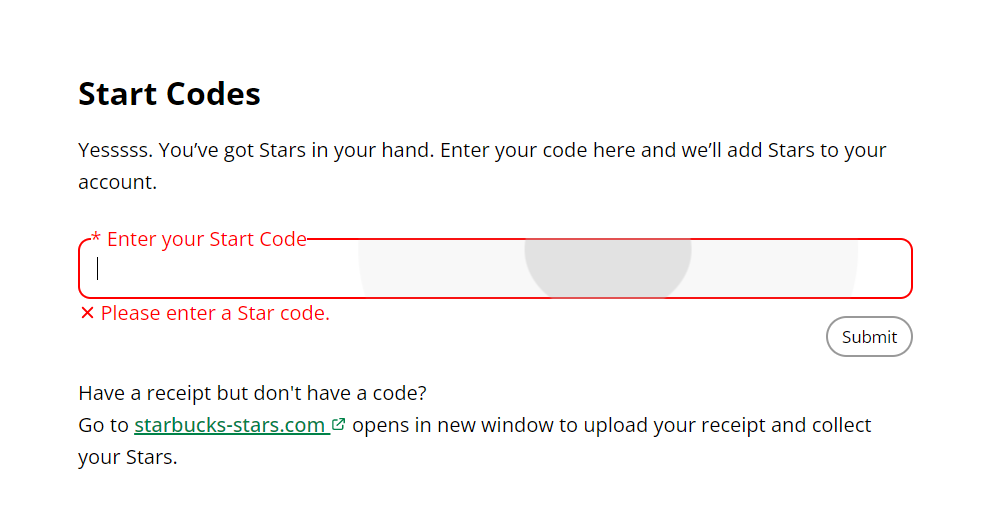 Start Codes
Yesssss. You’ve got Stars in your hand. Enter your code here and we’ll add Stars to your
account.
* Enter your Start Code
✕ Please enter a Star code.
Submit
Have a receipt but don't have a code?
Go to starbucks-stars.com opens in new window to upload your receipt and collect
your Stars.